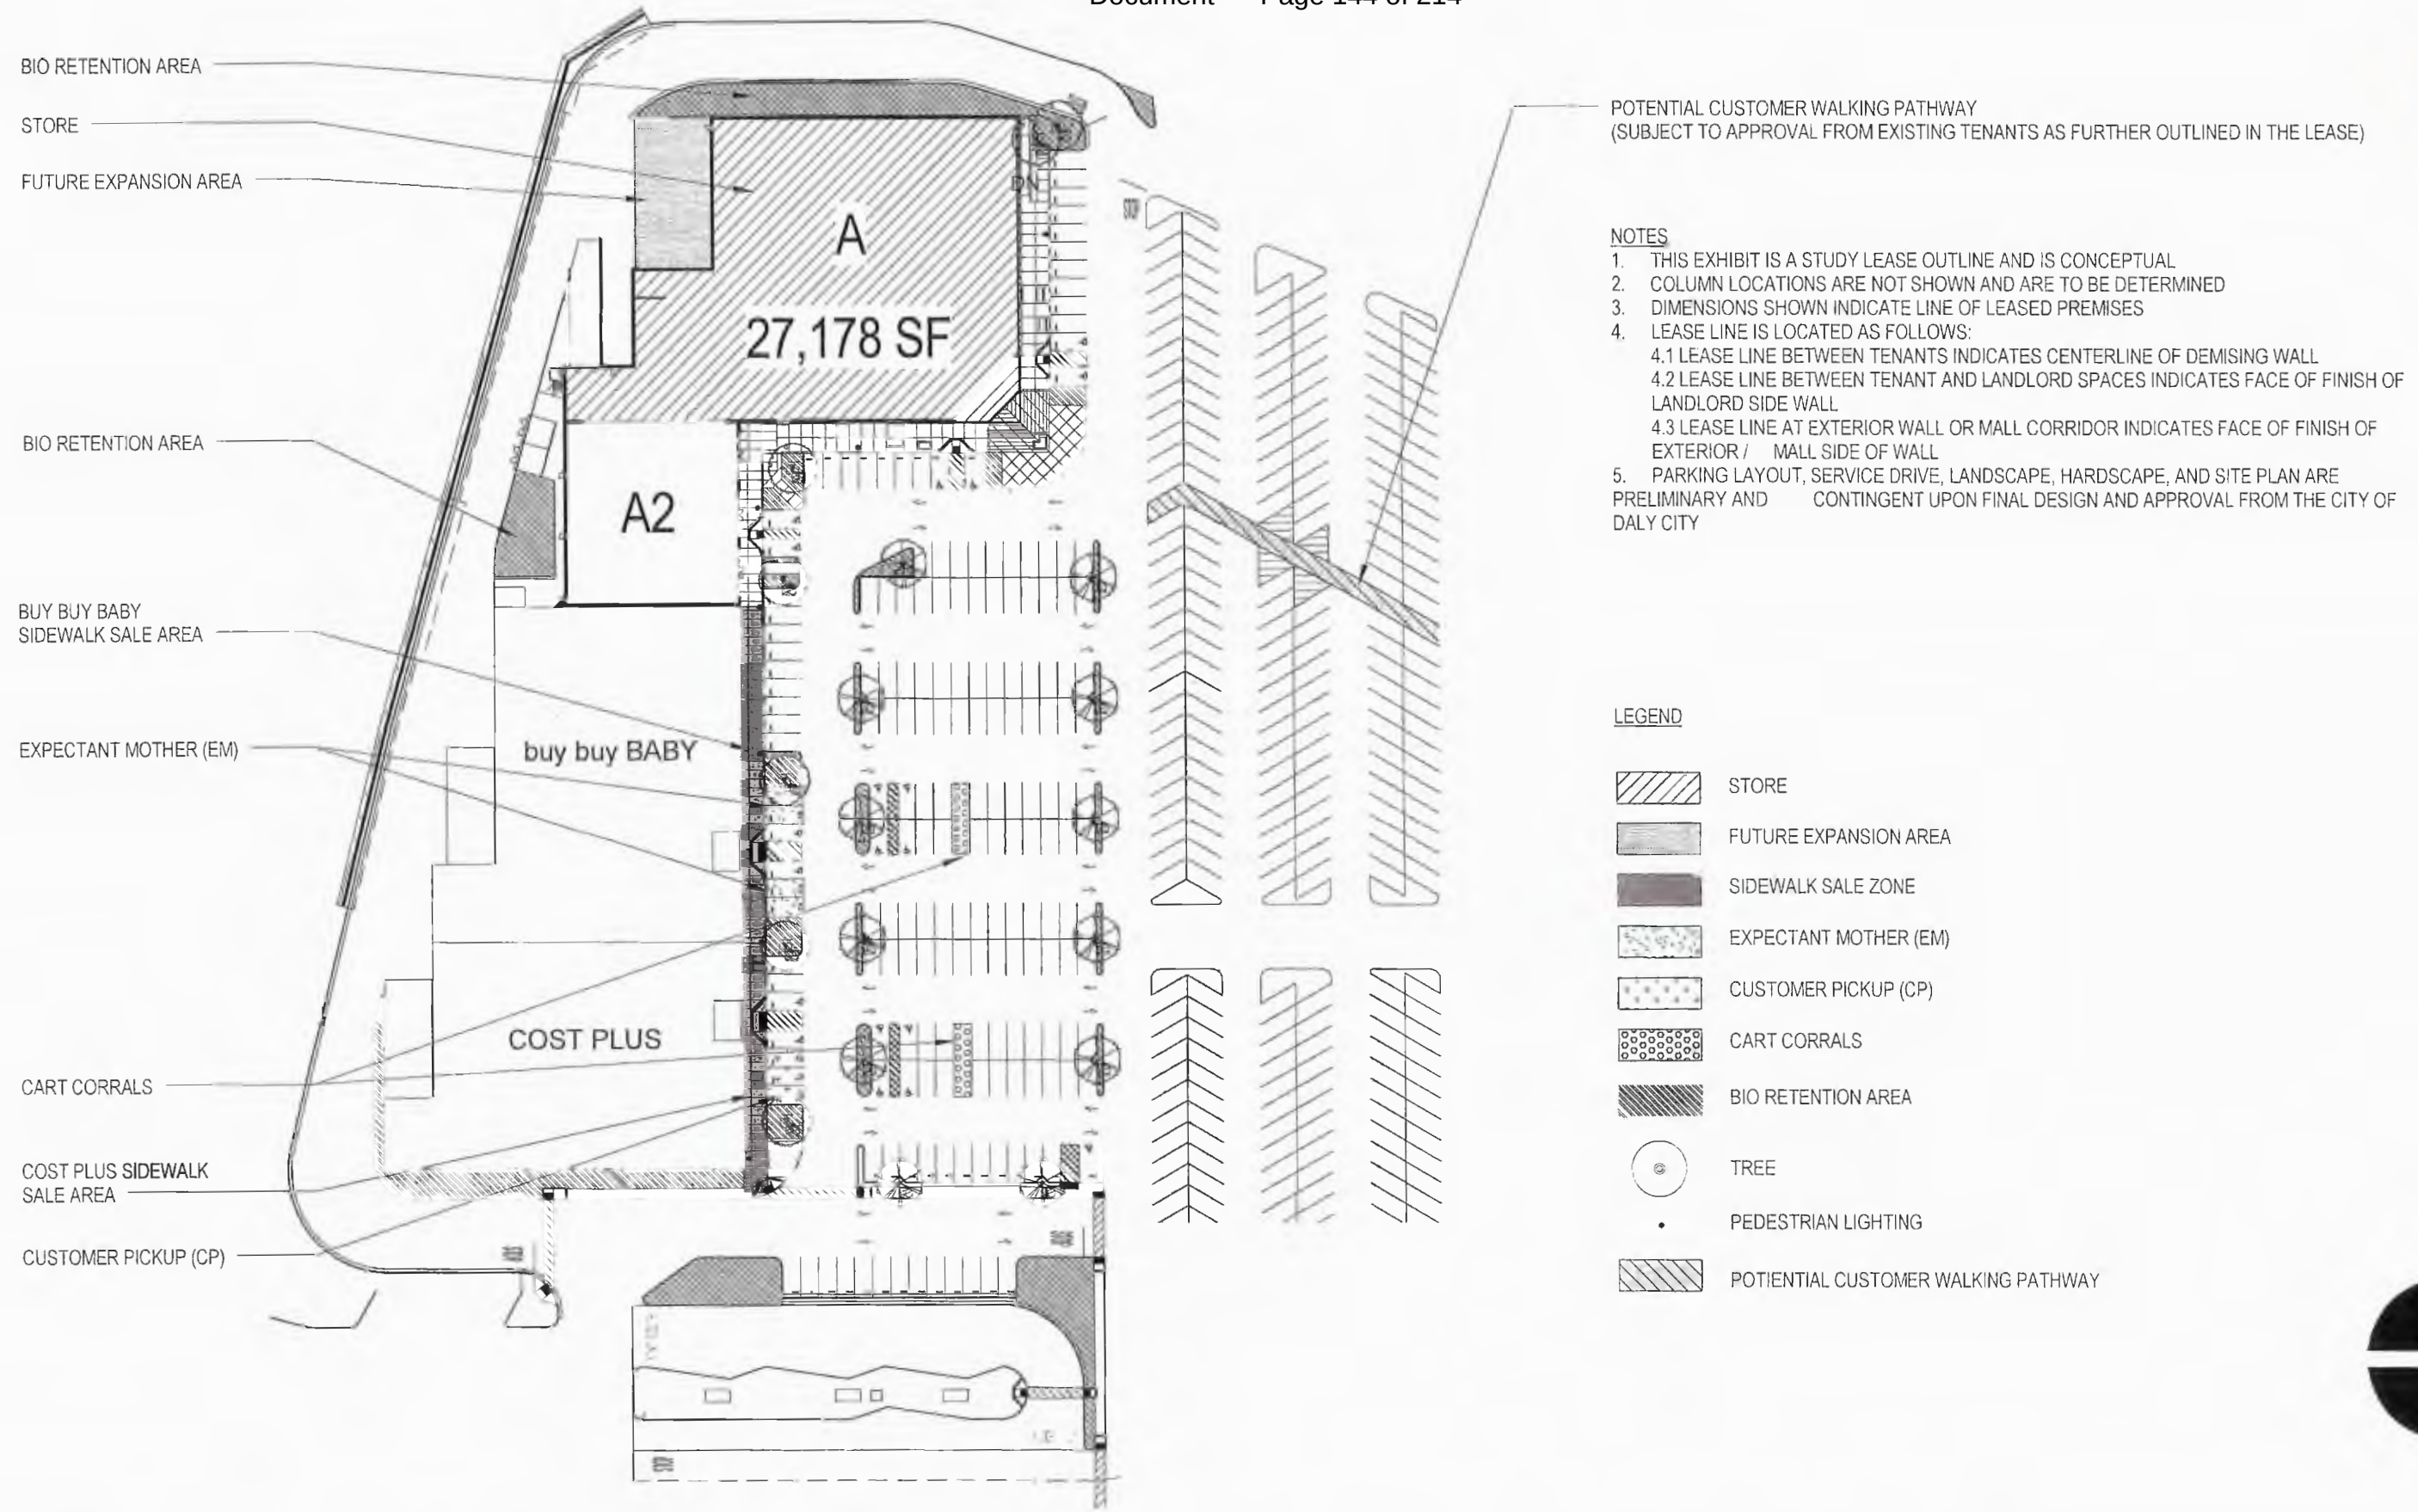 Document Page 144 of 214
BIO RETENTION AREA
STORE
FUTURE EXPANSION AREA
BIO RETENTION AREA
BUY BUY BABY
SIDEWALK SALE AREA
EXPECTANT MOTHER (EM)
CART CORRALS
COST PLUS SIDEWALK
SALE AREA
CUSTOMER PICKUP (CP)
A
27,178 SF
A2
buy buy BABY
COST PLUS
STOP
STOP
STOP
STOP
POTENTIAL CUSTOMER WALKING PATHWAY
(SUBJECT TO APPROVAL FROM EXISTING TENANTS AS FURTHER OUTLINED IN THE LEASE)
NOTES
1. THIS EXHIBIT IS A STUDY LEASE OUTLINE AND IS CONCEPTUAL
2. COLUMN LOCATIONS ARE NOT SHOWN AND ARE TO BE DETERMINED
3. DIMENSIONS SHOWN INDICATE LINE OF LEASED PREMISES
4. LEASE LINE IS LOCATED AS FOLLOWS:
4.1 LEASE LINE BETWEEN TENANTS INDICATES CENTERLINE OF DEMISING WALL
4.2 LEASE LINE BETWEEN TENANT AND LANDLORD SPACES INDICATES FACE OF FINISH OF
LANDLORD SIDE WALL
4.3 LEASE LINE AT EXTERIOR WALL OR MALL CORRIDOR INDICATES FACE OF FINISH OF
EXTERIOR / MALL SIDE OF WALL
5. PARKING LAYOUT, SERVICE DRIVE, LANDSCAPE, HARDSCAPE, AND SITE PLAN ARE
PRELIMINARY AND CONTINGENT UPON FINAL DESIGN AND APPROVAL FROM THE CITY OF
DALY CITY
LEGEND
STORE
FUTURE EXPANSION AREA
SIDEWALK SALE ZONE
EXPECTANT MOTHER (EM)
CUSTOMER PICKUP (CP)
CART CORRALS
BIO RETENTION AREA
TREE
PEDESTRIAN LIGHTING
POTIENTIAL CUSTOMER WALKING PATHWAY